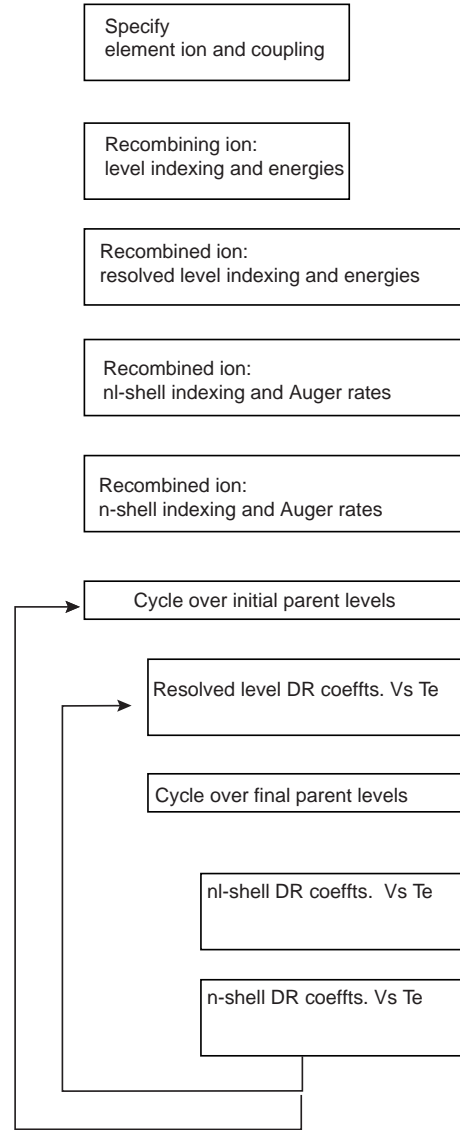 Specify
element ion and coupling
Recombining ion:
level indexing and energies
Recombined ion:
resolved level indexing and energies
Recombined ion:
nl-shell indexing and Auger rates
Recombined ion:
n-shell indexing and Auger rates
Cycle over initial parent levels
Resolved level DR coeffts. Vs Te
Cycle over final parent levels
nl-shell DR coeffts. Vs Te
n-shell DR coeffts. Vs Te